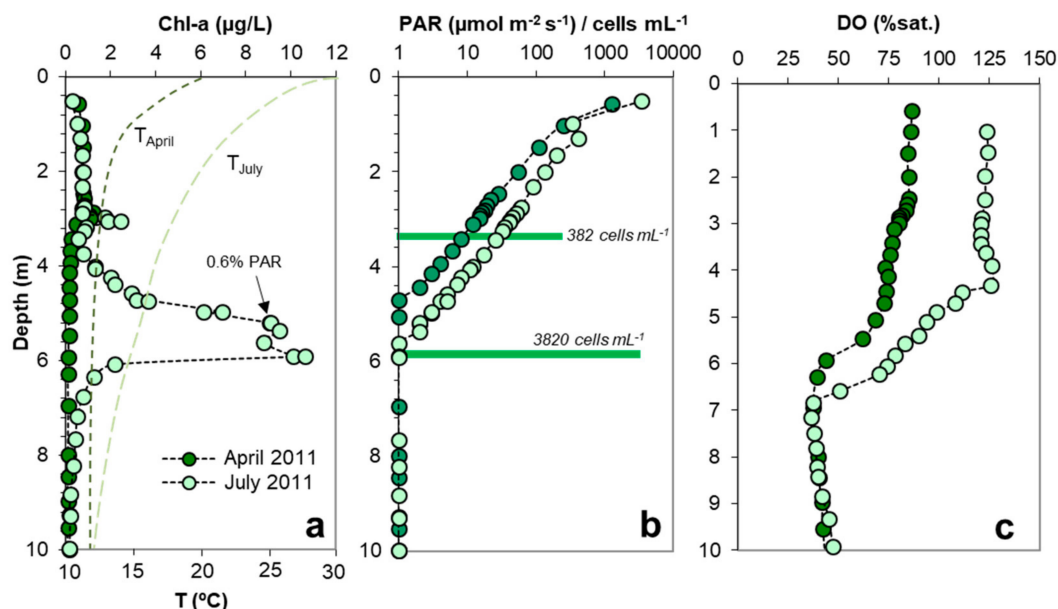 Chl-a (µg/L)
0 2 4 6 8 10 12
PAR (µmol m-2 s-1) / cells mL-1
1 10 100 1000 10000
DO (%sat.)
0 25 50 75 100 125 150
Depth (m)
0
2
4
6
8
10
TApril
TJuly
0.6% PAR
April 2011
July 2011
a
10 15 20 25 30
T (ºC)
0
2
4
6
8
10
382 cells mL-1
3820 cells mL-1
b
0
1
2
3
4
5
6
7
8
9
10
c